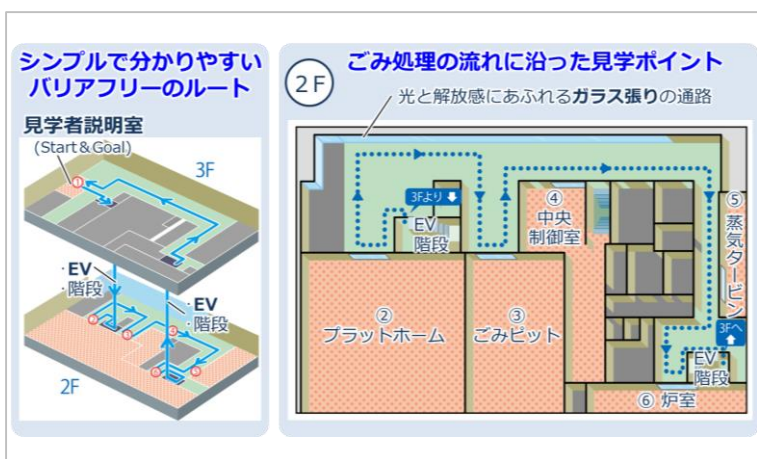 シンプルで分かりやすい
バリアフリーのルート
見学者説明室
(Start＆Goal)
①
3F
・EV
・階段
・EV
・階段
2F
ごみ処理の流れに沿った見学ポイント
2F
光と解放感にあふれるガラス張りの通路
3Fより
EV
階段
④
中央
制御室
⑤
蒸気タービン
②
プラットホーム
③
ごみピット
3Fへ
EV
階段
⑥ 炉室